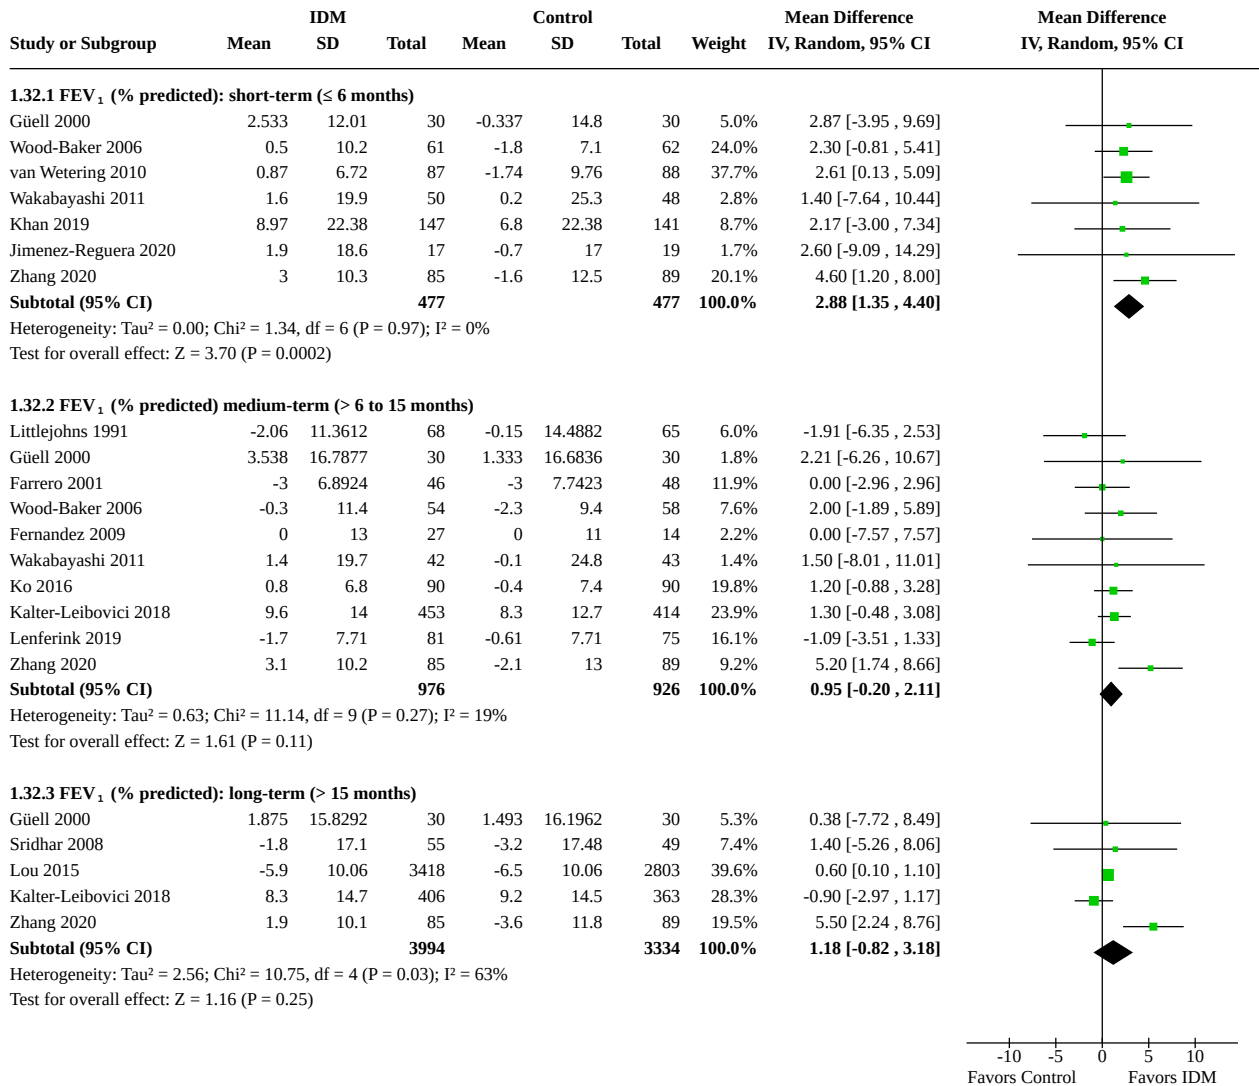 IDM Control Mean Difference Mean Difference
Study or Subgroup Mean SD Total Mean SD Total Weight IV, Random, 95% CI IV, Random, 95% CI
1.32.1 FEV₁ (% predicted): short-term (≤ 6 months)
Güell 2000 2.533 12.01 30 -0.337 14.8 30 5.0% 2.87 [-3.95 , 9.69]
Wood-Baker 2006 0.5 10.2 61 -1.8 7.1 62 24.0% 2.30 [-0.81 , 5.41]
van Wetering 2010 0.87 6.72 87 -1.74 9.76 88 37.7% 2.61 [0.13 , 5.09]
Wakabayashi 2011 1.6 19.9 50 0.2 25.3 48 2.8% 1.40 [-7.64 , 10.44]
Khan 2019 8.97 22.38 147 6.8 22.38 141 8.7% 2.17 [-3.00 , 7.34]
Jimenez-Reguera 2020 1.9 18.6 17 -0.7 17 19 1.7% 2.60 [-9.09 , 14.29]
Zhang 2020 3 10.3 85 -1.6 12.5 89 20.1% 4.60 [1.20 , 8.00]
Subtotal (95% CI) 477 477 100.0% 2.88 [1.35 , 4.40]
Heterogeneity: Tau² = 0.00; Chi² = 1.34, df = 6 (P = 0.97); I² = 0%
Test for overall effect: Z = 3.70 (P = 0.0002)
1.32.2 FEV₁ (% predicted) medium-term (> 6 to 15 months)
Littlejohns 1991 -2.06 11.3612 68 -0.15 14.4882 65 6.0% -1.91 [-6.35 , 2.53]
Güell 2000 3.538 16.7877 30 1.333 16.6836 30 1.8% 2.21 [-6.26 , 10.67]
Farrero 2001 -3 6.8924 46 -3 7.7423 48 11.9% 0.00 [-2.96 , 2.96]
Wood-Baker 2006 -0.3 11.4 54 -2.3 9.4 58 7.6% 2.00 [-1.89 , 5.89]
Fernandez 2009 0 13 27 0 11 14 2.2% 0.00 [-7.57 , 7.57]
Wakabayashi 2011 1.4 19.7 42 -0.1 24.8 43 1.4% 1.50 [-8.01 , 11.01]
Ko 2016 0.8 6.8 90 -0.4 7.4 90 19.8% 1.20 [-0.88 , 3.28]
Kalter-Leibovici 2018 9.6 14 453 8.3 12.7 414 23.9% 1.30 [-0.48 , 3.08]
Lenferink 2019 -1.7 7.71 81 -0.61 7.71 75 16.1% -1.09 [-3.51 , 1.33]
Zhang 2020 3.1 10.2 85 -2.1 13 89 9.2% 5.20 [1.74 , 8.66]
Subtotal (95% CI) 976 926 100.0% 0.95 [-0.20 , 2.11]
Heterogeneity: Tau² = 0.63; Chi² = 11.14, df = 9 (P = 0.27); I² = 19%
Test for overall effect: Z = 1.61 (P = 0.11)
1.32.3 FEV₁ (% predicted): long-term (> 15 months)
Güell 2000 1.875 15.8292 30 1.493 16.1962 30 5.3% 0.38 [-7.72 , 8.49]
Sridhar 2008 -1.8 17.1 55 -3.2 17.48 49 7.4% 1.40 [-5.26 , 8.06]
Lou 2015 -5.9 10.06 3418 -6.5 10.06 2803 39.6% 0.60 [0.10 , 1.10]
Kalter-Leibovici 2018 8.3 14.7 406 9.2 14.5 363 28.3% -0.90 [-2.97 , 1.17]
Zhang 2020 1.9 10.1 85 -3.6 11.8 89 19.5% 5.50 [2.24 , 8.76]
Subtotal (95% CI) 3994 3334 100.0% 1.18 [-0.82 , 3.18]
Heterogeneity: Tau² = 2.56; Chi² = 10.75, df = 4 (P = 0.03); I² = 63%
Test for overall effect: Z = 1.16 (P = 0.25)
-10 -5 0 5 10
Favors Control Favors IDM